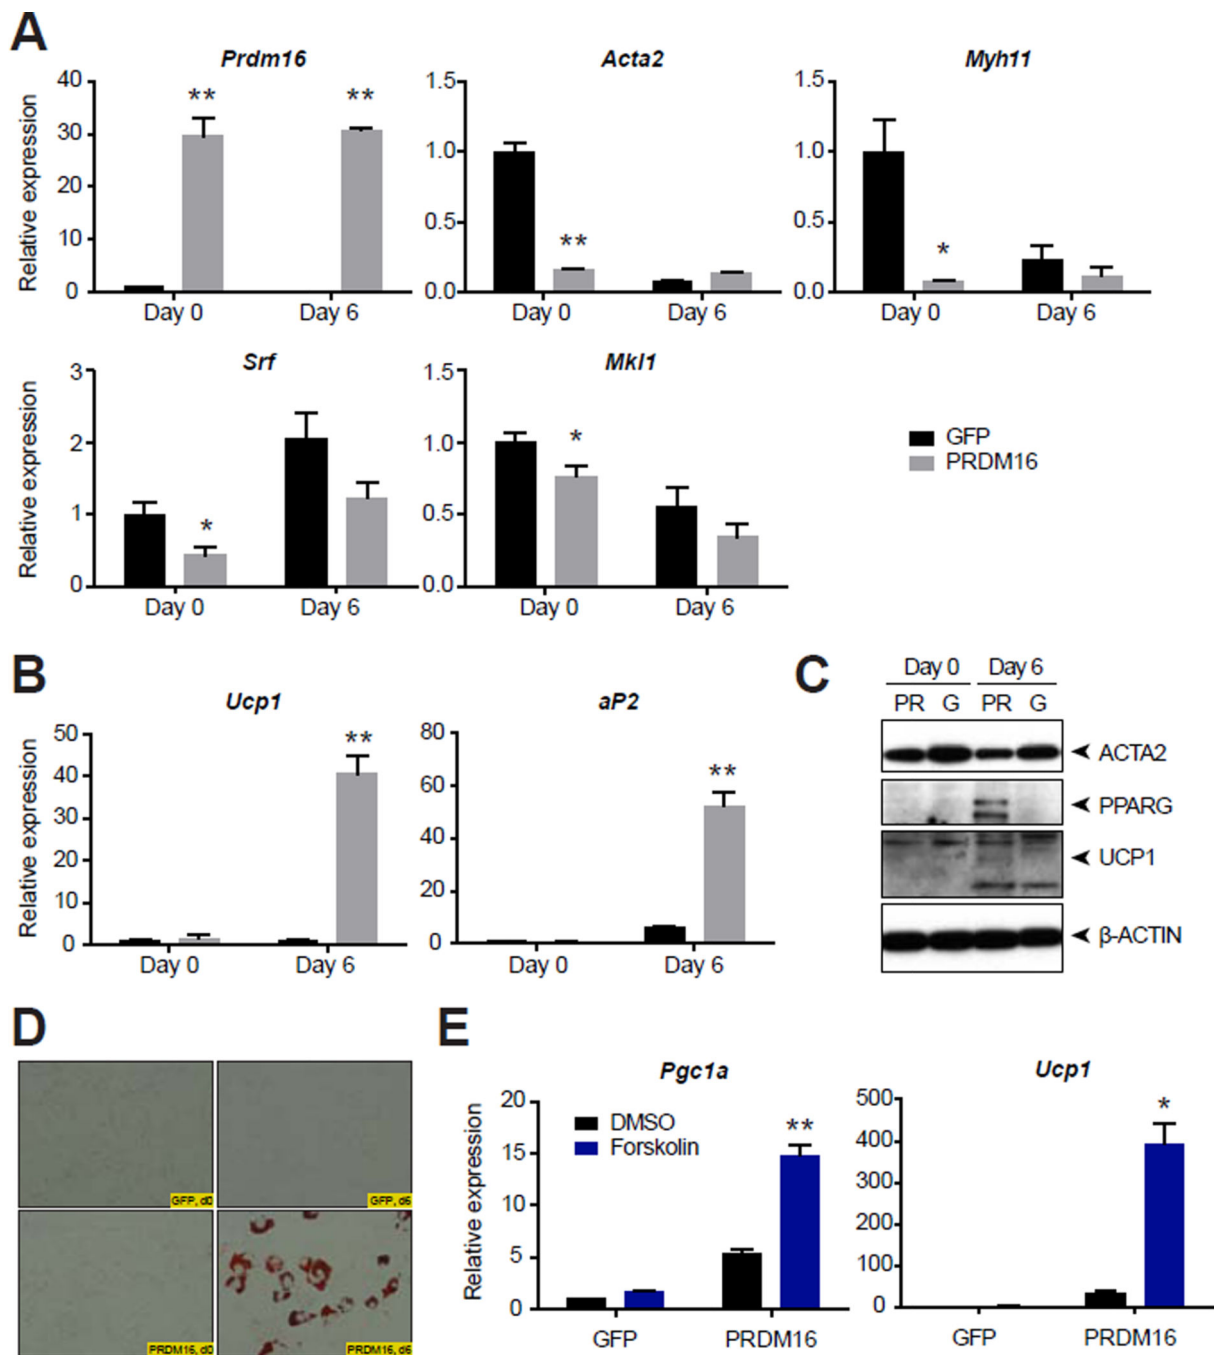 A
Prdm16
Acta2
Myh11
Relative expression
40
30
20
10
0
**
**
Day 0
Day 6
1.5
1.0
0.5
0.0
**
Day 0
Day 6
1.5
1.0
0.5
0.0
*
Day 0
Day 6
Srf
Mkl1
Relative expression
3
2
1
0
*
Day 0
Day 6
1.5
1.0
0.5
0.0
*
Day 0
Day 6
GFP
PRDM16
B
Ucp1
aP2
Relative expression
50
40
30
20
10
0
**
Day 0
Day 6
80
60
40
20
0
**
Day 0
Day 6
C
Day 0 Day 6
PR G PR G
ACTA2
PPARG
UCP1
β-ACTIN
D
GFP, d0
GFP, d6
PRDM16, d0
PRDM16, d6
E
Pgc1a
Ucp1
Relative expression
20
15
10
5
0
DMSO
Forskolin
**
GFP
PRDM16
500
400
300
200
100
0
*
GFP
PRDM16